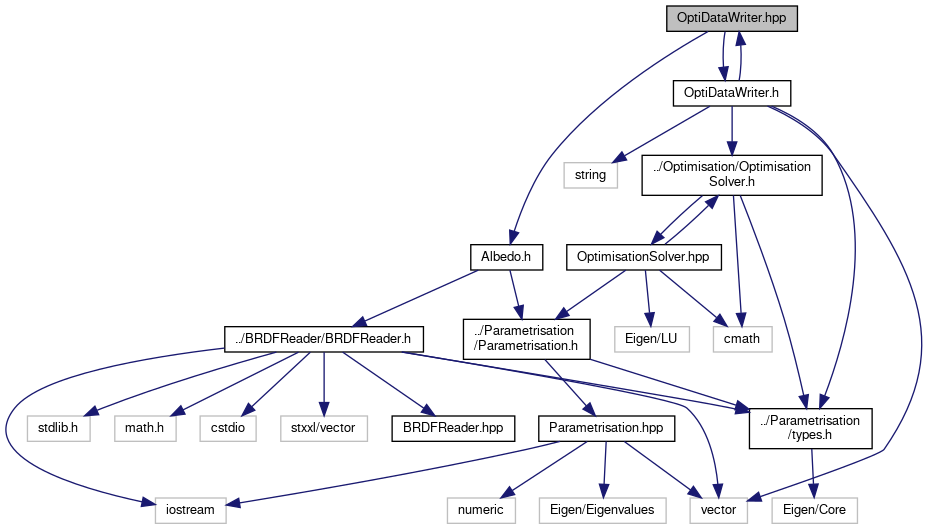 OptiDataWriter.hpp
OptiDataWriter.h
string
../Optimisation/Optimisation
Solver.h
Albedo.h
OptimisationSolver.hpp
../BRDFReader/BRDFReader.h
../Parametrisation
/Parametrisation.h
Eigen/LU
cmath
stdlib.h
math.h
cstdio
stxxl/vector
BRDFReader.hpp
Parametrisation.hpp
../Parametrisation
/types.h
iostream
numeric
Eigen/Eigenvalues
vector
Eigen/Core